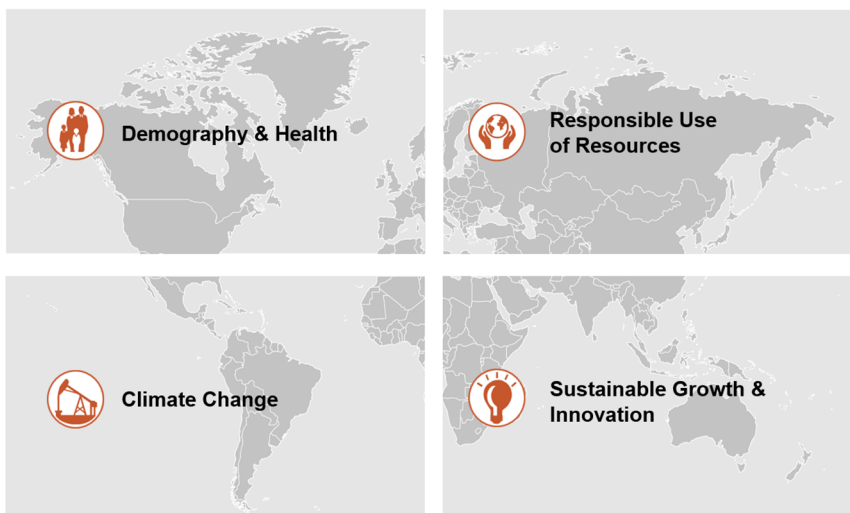 Demography & Health
Responsible Use
of Resources
Climate Change
Sustainable Growth &
Innovation